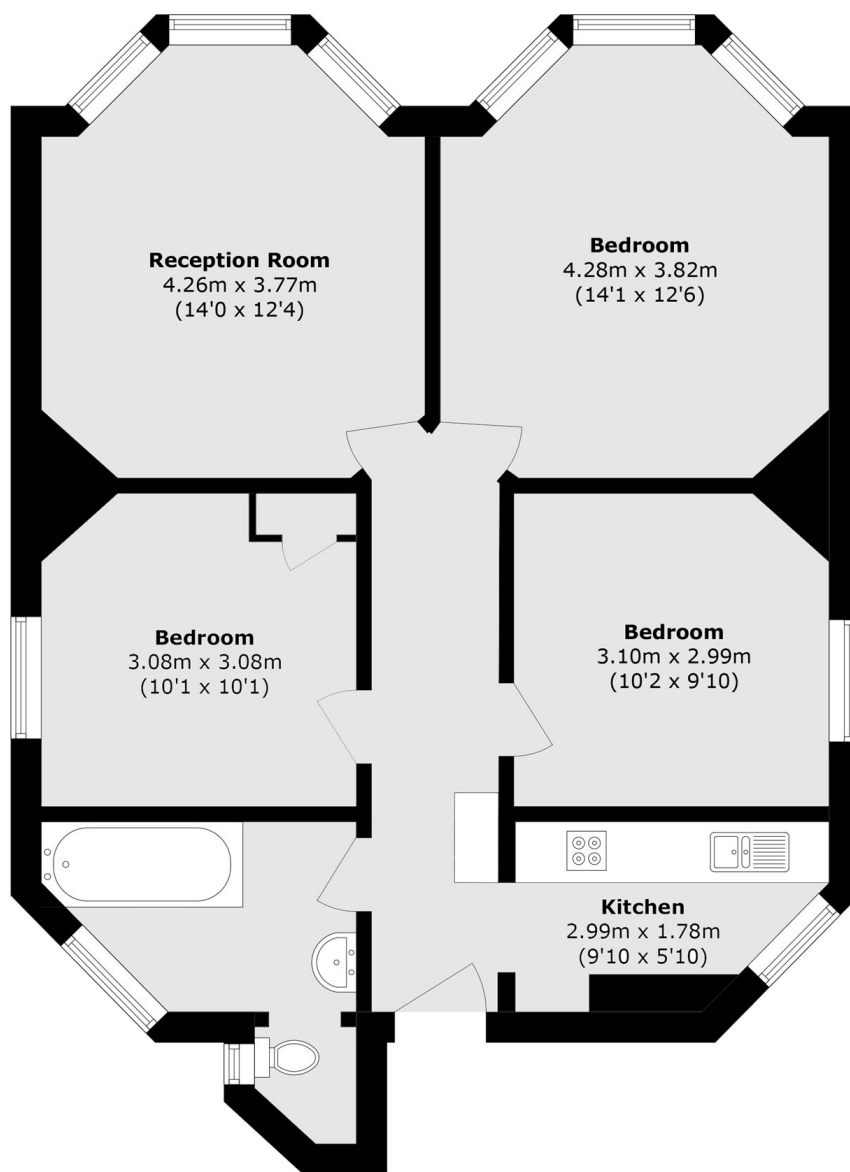 Reception Room
4.26m x 3.77m
(14'0 x 12'4)
Bedroom
4.28m x 3.82m
(14'1 x 12'6)
Bedroom
3.08m x 3.08m
(10'1 x 10'1)
Bedroom
3.10m x 2.99m
(10'2 x 9'10)
Kitchen
2.99m x 1.78m
(9'10 x 5'10)